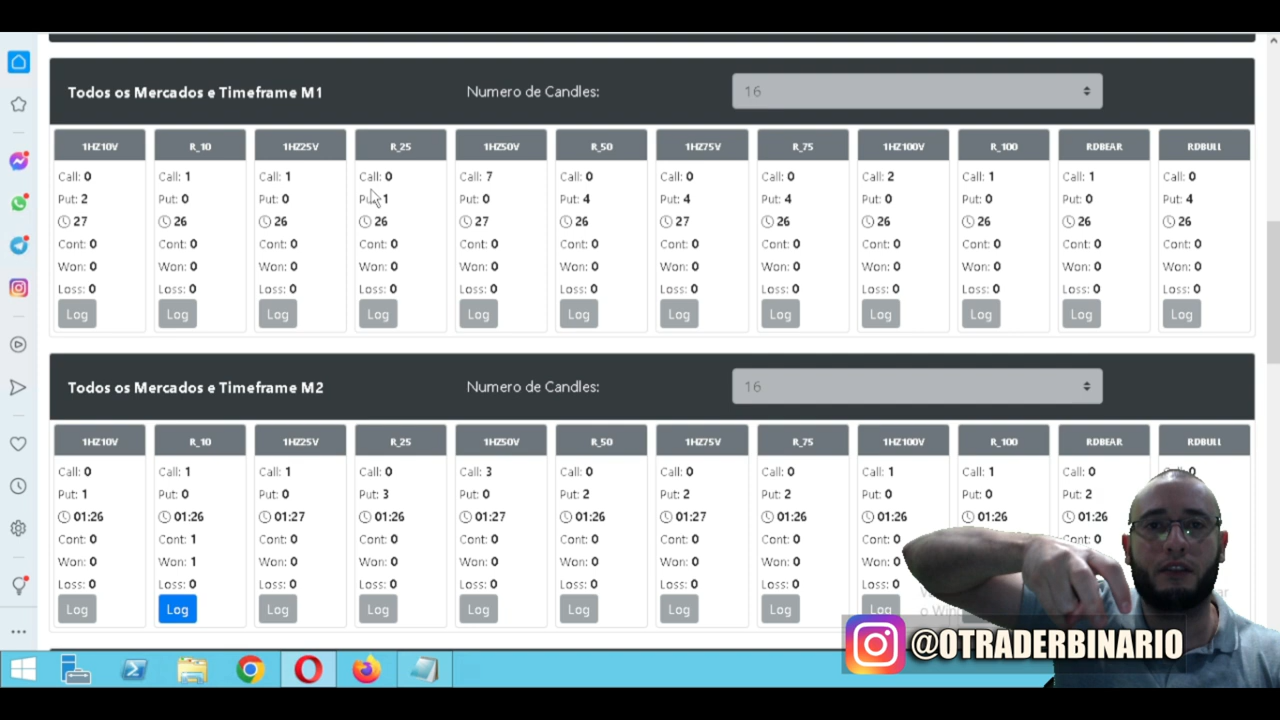 Todos os Mercados e Timeframe M1 Numero de Candles: 16
1HZ10V R_10 1HZ25V R_25 1HZ50V R_50 1HZ75V R_75 1HZ100V R_100 RDBEAR RDBULL
Call: 0 Call: 1 Call: 1 Call: 0 Call: 7 Call: 0 Call: 0 Call: 0 Call: 2 Call: 1 Call: 1 Call: 0
Put: 2 Put: 0 Put: 0 Put: 1 Put: 0 Put: 4 Put: 4 Put: 4 Put: 0 Put: 0 Put: 0 Put: 4
27 26 26 26 27 26 27 26 26 26 26 26
Cont: 0 Cont: 0 Cont: 0 Cont: 0 Cont: 0 Cont: 0 Cont: 0 Cont: 0 Cont: 0 Cont: 0 Cont: 0 Cont: 0
Won: 0 Won: 0 Won: 0 Won: 0 Won: 0 Won: 0 Won: 0 Won: 0 Won: 0 Won: 0 Won: 0 Won: 0
Loss: 0 Loss: 0 Loss: 0 Loss: 0 Loss: 0 Loss: 0 Loss: 0 Loss: 0 Loss: 0 Loss: 0 Loss: 0 Loss: 0
Log Log Log Log Log Log Log Log Log Log Log Log
Todos os Mercados e Timeframe M2 Numero de Candles: 16
1HZ10V R_10 1HZ25V R_25 1HZ50V R_50 1HZ75V R_75 1HZ100V R_100 RDBEAR RDBULL
Call: 0 Call: 1 Call: 1 Call: 0 Call: 3 Call: 0 Call: 0 Call: 0 Call: 1 Call: 1 Call: 0 0
Put: 1 Put: 0 Put: 0 Put: 3 Put: 0 Put: 2 Put: 2 Put: 2 Put: 0 Put: 0 Put: 2
01:26 01:26 01:27 01:26 01:27 01:26 01:27 01:26 01:26 01:26 01:26
Cont: 0 Cont: 1 Cont: 0 Cont: 0 Cont: 0 Cont: 0 Cont: 0 Cont: 0 Cont: 0 Cont: 0
Won: 0 Won: 1 Won: 0 Won: 0 Won: 0 Won: 0 Won: 0 Won: 0 Won: 0
Loss: 0 Loss: 0 Loss: 0 Loss: 0 Loss: 0 Loss: 0 Loss: 0 Loss: 0 Loss: 0
Log Log Log Log Log Log Log Log Log
@OTRADERBINARIO